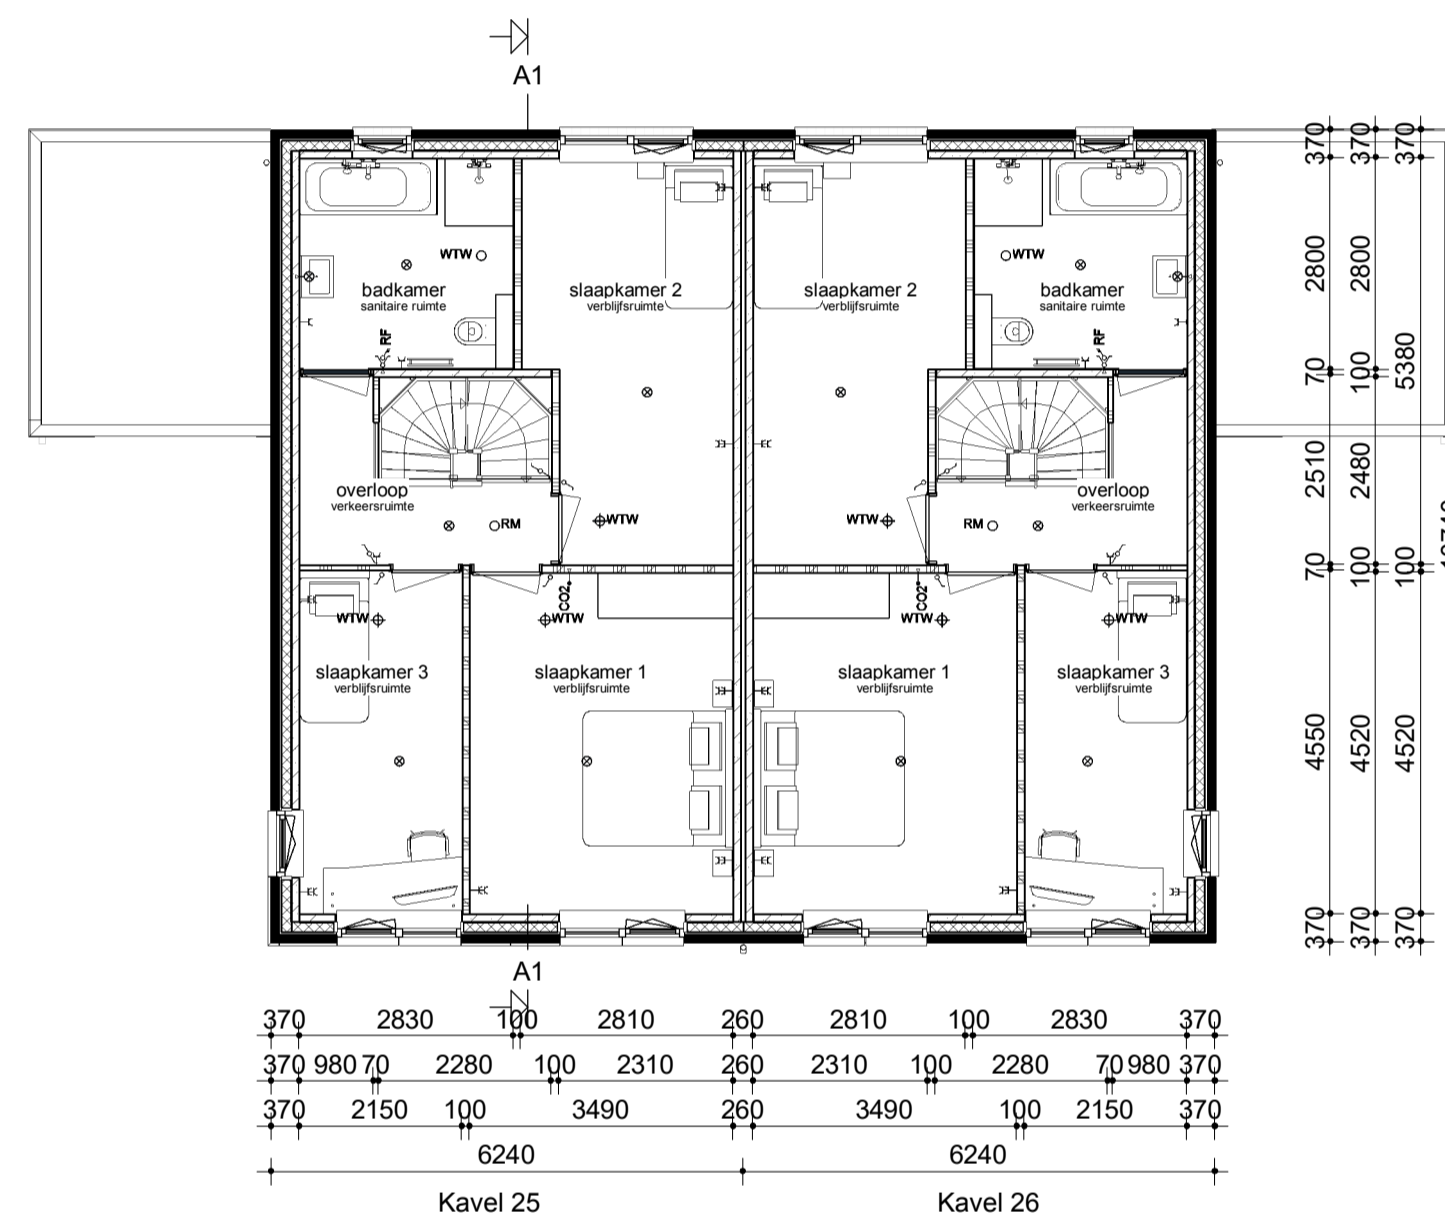 A1
WTW
WTW
badkamer
sanitaire ruimte
slaapkamer 2
verblijfsruimte
slaapkamer 2
verblijfsruimte
badkamer
sanitaire ruimte
RF
RF
overloop
verkeersruimte
overloop
verkeersruimte
RM
WTW
WTW
RM
CO2
CO2
WTW
WTW
WTW
WTW
slaapkamer 3
verblijfsruimte
slaapkamer 1
verblijfsruimte
slaapkamer 1
verblijfsruimte
slaapkamer 3
verblijfsruimte
370 2800 70 2510 70 4550 370
370 2800 100 2480 100 4520 370
370 5380 100 4520 370
A1
370 2830 100 2810 260 2810 100 2830 370
370 980 70 2280 100 2310 260 2310 100 2280 70 980 370
370 2150 100 3490 260 3490 100 2150 370
6240 6240
Kavel 25 Kavel 26